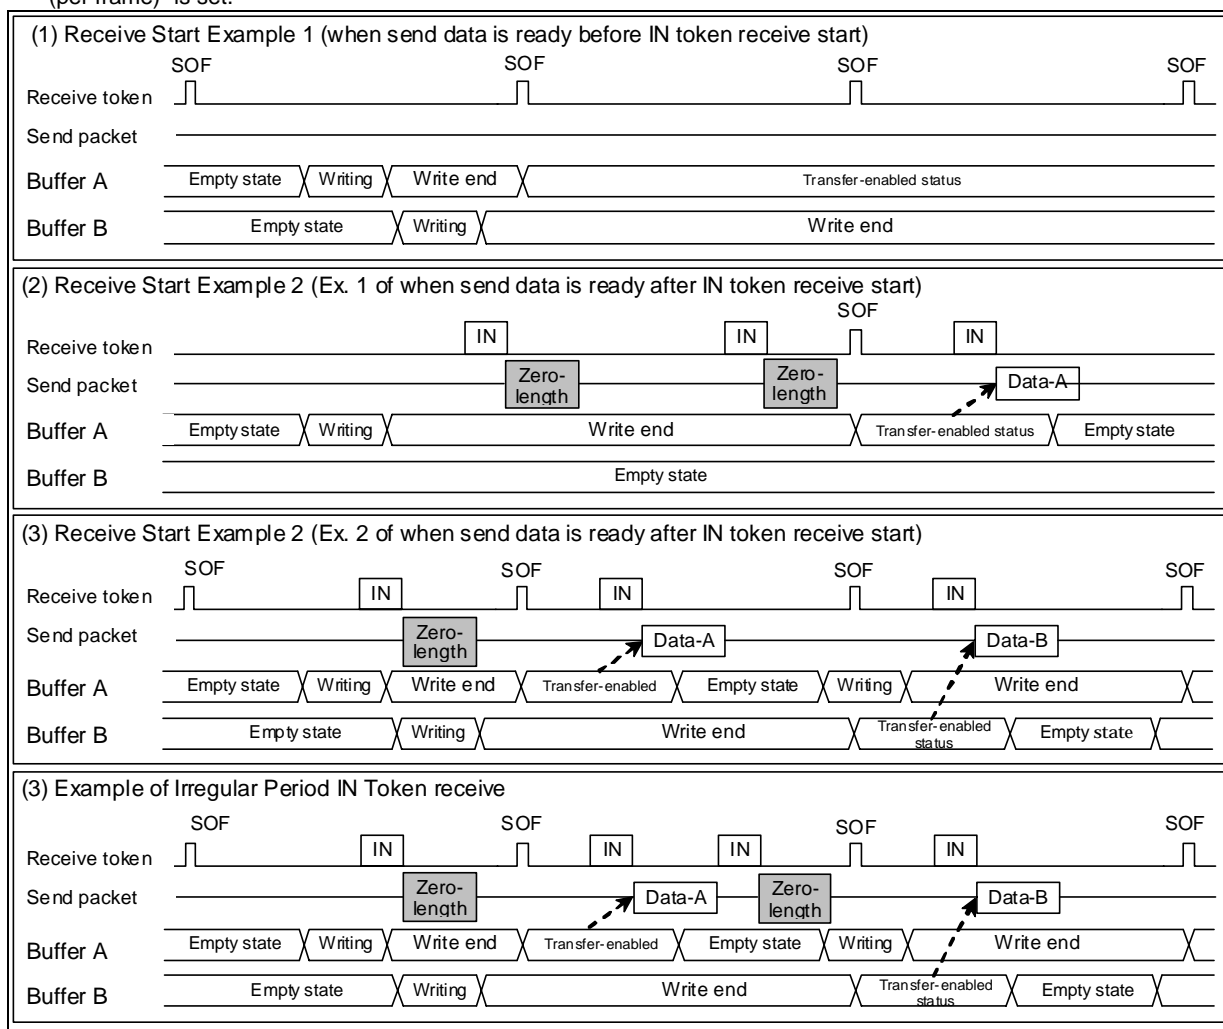 (per frame)" is set.
(1) Receive Start Example 1 (when send data is ready before IN token receive start)
SOF SOF SOF SOF
Receive token
Send packet
Buffer A Empty state Writing Write end Transfer-enabled status
Buffer B Empty state Writing Write end
(2) Receive Start Example 2 (Ex. 1 of when send data is ready after IN token receive start)
SOF
Receive token IN IN IN
Send packet Zero-length Zero-length Data-A
Buffer A Empty state Writing Write end Transfer-enabled status Empty state
Buffer B Empty state
(3) Receive Start Example 2 (Ex. 2 of when send data is ready after IN token receive start)
SOF SOF SOF SOF
Receive token IN IN IN
Send packet Zero-length Data-A Data-B
Buffer A Empty state Writing Write end Transfer-enabled Empty state Writing Write end
Buffer B Empty state Writing Write end Transfer-enabled status Empty state
(3) Example of Irregular Period IN Token receive
SOF SOF SOF SOF
Receive token IN IN IN IN
Send packet Zero-length Data-A Zero-length Data-B
Buffer A Empty state Writing Write end Transfer-enabled Empty state Writing Write end
Buffer B Empty state Writing Write end Transfer-enabled status Empty state